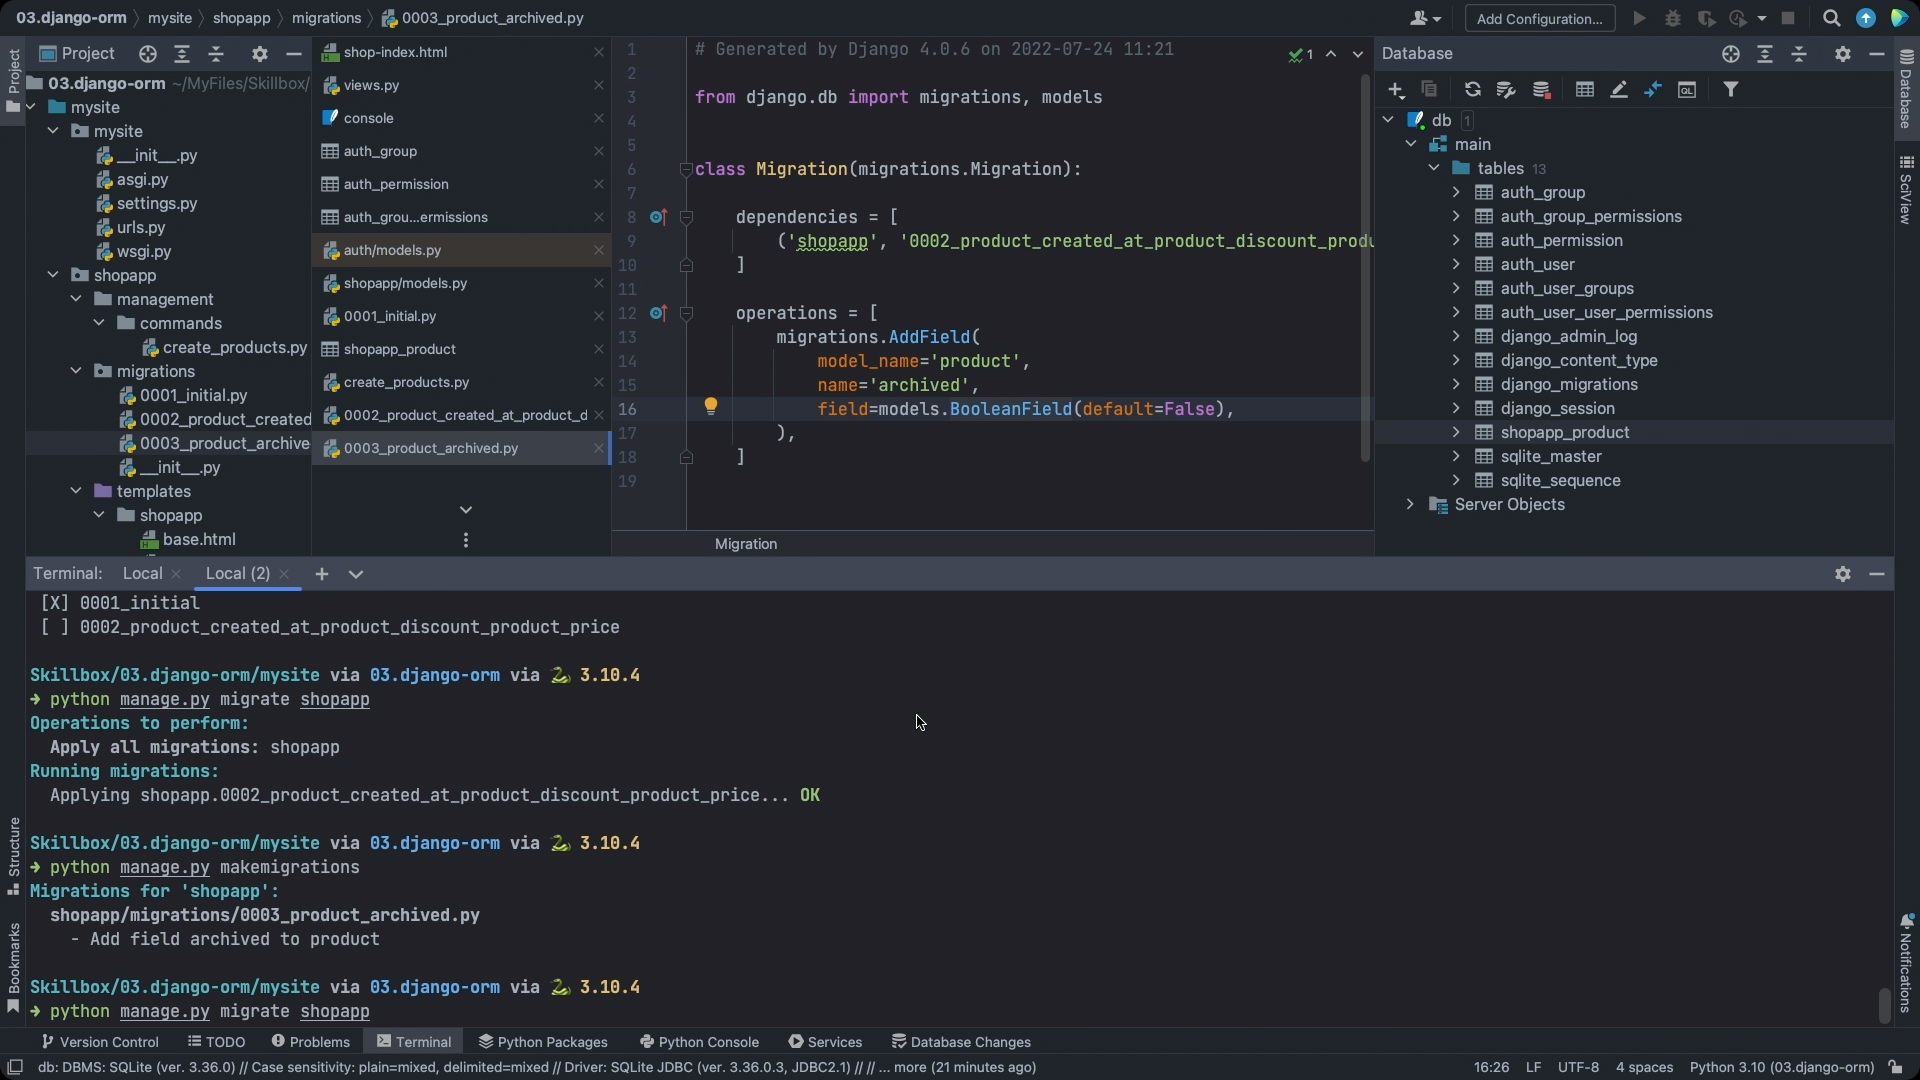 03.django-orm mysite shopapp migrations 0003_product_archived.py
Add Configuration...
Project
Project
03.django-orm ~/MyFiles/Skillbox/
mysite
mysite
__init__.py
asgi.py
settings.py
urls.py
wsgi.py
shopapp
management
commands
create_products.py
migrations
0001_initial.py
0002_product_created
0003_product_archive
__init__.py
templates
shopapp
base.html
shop-index.html
views.py
console
auth_group
auth_permission
auth_grou...ermissions
auth/models.py
shopapp/models.py
0001_initial.py
shopapp_product
create_products.py
0002_product_created_at_product_d
0003_product_archived.py
1 # Generated by Django 4.0.6 on 2022-07-24 11:21
1
2
3 from django.db import migrations, models
4
5
6 class Migration(migrations.Migration):
7
8 dependencies = [
9 ('shopapp', '0002_product_created_at_product_discount_produ
10 ]
11
12 operations = [
13 migrations.AddField(
14 model_name='product',
15 name='archived',
16 field=models.BooleanField(default=False),
17 ),
18 ]
19
Migration
Database
db 1
main
tables 13
auth_group
auth_group_permissions
auth_permission
auth_user
auth_user_groups
auth_user_user_permissions
django_admin_log
django_content_type
django_migrations
django_session
shopapp_product
sqlite_master
sqlite_sequence
Server Objects
Database
SciView
Notifications
Structure
Bookmarks
Terminal: Local Local (2)
[X] 0001_initial
[ ] 0002_product_created_at_product_discount_product_price
Skillbox/03.django-orm/mysite via 03.django-orm via 3.10.4
→ python manage.py migrate shopapp
Operations to perform:
Apply all migrations: shopapp
Running migrations:
Applying shopapp.0002_product_created_at_product_discount_product_price... OK
Skillbox/03.django-orm/mysite via 03.django-orm via 3.10.4
→ python manage.py makemigrations
Migrations for 'shopapp':
shopapp/migrations/0003_product_archived.py
- Add field archived to product
Skillbox/03.django-orm/mysite via 03.django-orm via 3.10.4
→ python manage.py migrate shopapp
Version Control TODO Problems Terminal Python Packages Python Console Services Database Changes
db: DBMS: SQLite (ver. 3.36.0) // Case sensitivity: plain=mixed, delimited=mixed // Driver: SQLite JDBC (ver. 3.36.0.3, JDBC2.1) // // ... more (21 minutes ago)
16:26 LF UTF-8 4 spaces Python 3.10 (03.django-orm)